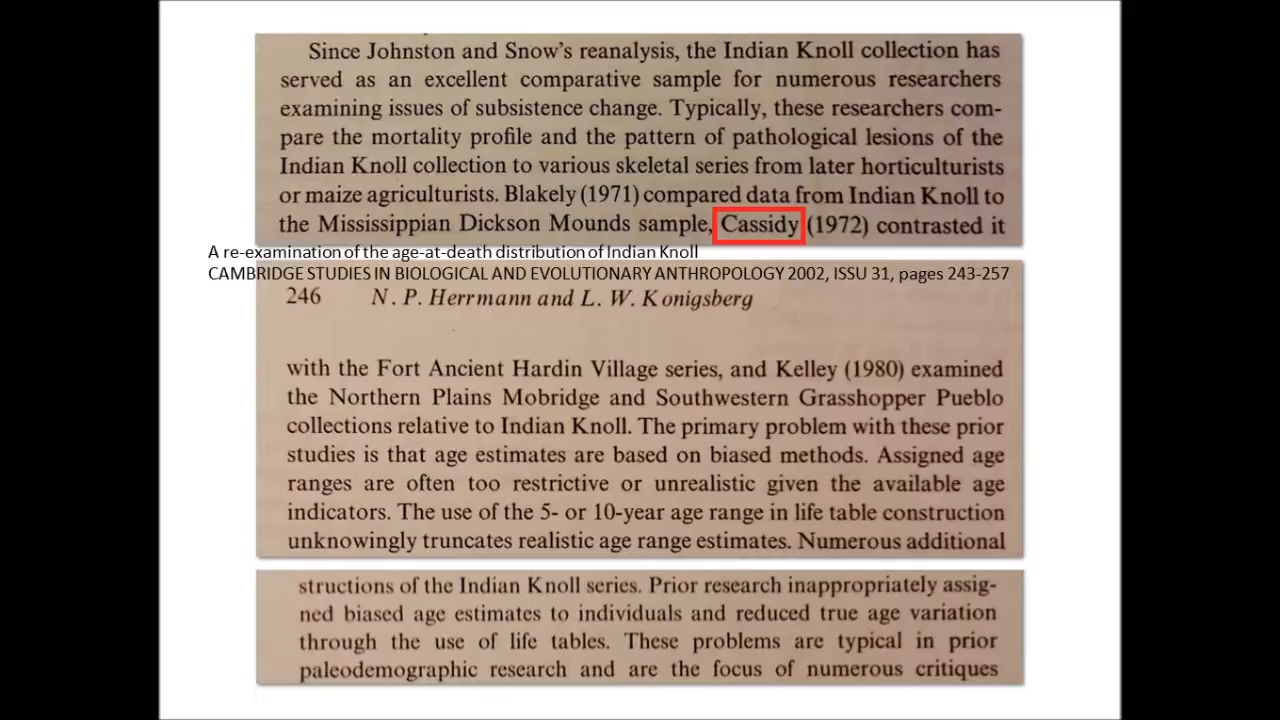 Since Johnston and Snow's reanalysis, the Indian Knoll collection has
served as an excellent comparative sample for numerous researchers
examining issues of subsistence change. Typically, these researchers com-
pare the mortality profile and the pattern of pathological lesions of the
Indian Knoll collection to various skeletal series from later horticulturists
or maize agriculturists. Blakely (1971) compared data from Indian Knoll to
the Mississippian Dickson Mounds sample, Cassidy (1972) contrasted it
A re-examination of the age-at-death distribution of Indian Knoll
CAMBRIDGE STUDIES IN BIOLOGICAL AND EVOLUTIONARY ANTHROPOLOGY 2002, ISSU 31, pages 243-257
246 N. P. Herrmann and L. W. Konigsberg
with the Fort Ancient Hardin Village series, and Kelley (1980) examined
the Northern Plains Mobridge and Southwestern Grasshopper Pueblo
collections relative to Indian Knoll. The primary problem with these prior
studies is that age estimates are based on biased methods. Assigned age
ranges are often too restrictive or unrealistic given the available age
indicators. The use of the 5- or 10-year age range in life table construction
unknowingly truncates realistic age range estimates. Numerous additional
structions of the Indian Knoll series. Prior research inappropriately assig-
ned biased age estimates to individuals and reduced true age variation
through the use of life tables. These problems are typical in prior
paleodemographic research and are the focus of numerous critiques